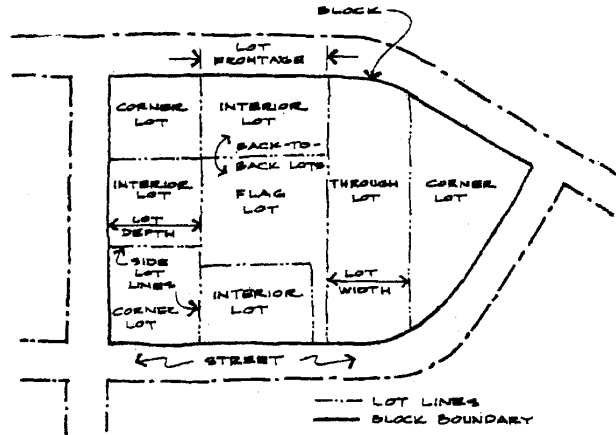 BLOCK
LOT
FRONTAGE
CORNER
LOT
INTERIOR
LOT
BACK-TO-
BACK LOTS
INTERIOR
LOT
FLAG
LOT
THROUGH
LOT
CORNER
LOT
LOT
DEPTH
SIDE
LOT
LINES
CORNER
LOT
INTERIOR
LOT
LOT
WIDTH
STREET
LOT LINES
BLOCK BOUNDARY